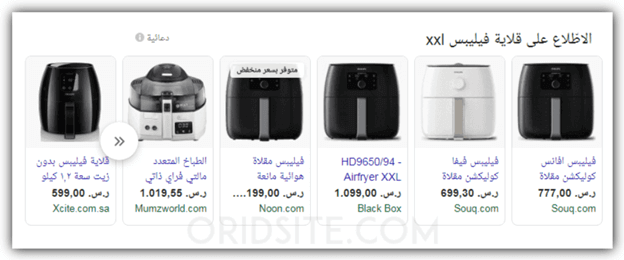 الاظلاع على قلاية فيليبس xxl
دعائية
فيليبس افانس
كوليكشن مقلاة
ر.س. 777,00
Souq.com
فيليبس فيفا
كوليكشن مقلاة
ر.س. 699,30
Souq.com
HD9650/94 -
Airfryer XXL
ر.س. 1.099,00
Black Box
متوفر بسعر منخفض
فيليبس مقلاة
هوائية مانعة
ر.س. 199,00....
Noon.com
الطباخ المتعدد
مالتي فراي ذاتي
ر.س. 1.019,55
Mumzworld.com
قلاية فيليبس بدون
زيت سعة ١,٢ كيلو
ر.س. 599,00
Xcite.com.sa
ORIDSITE.COM